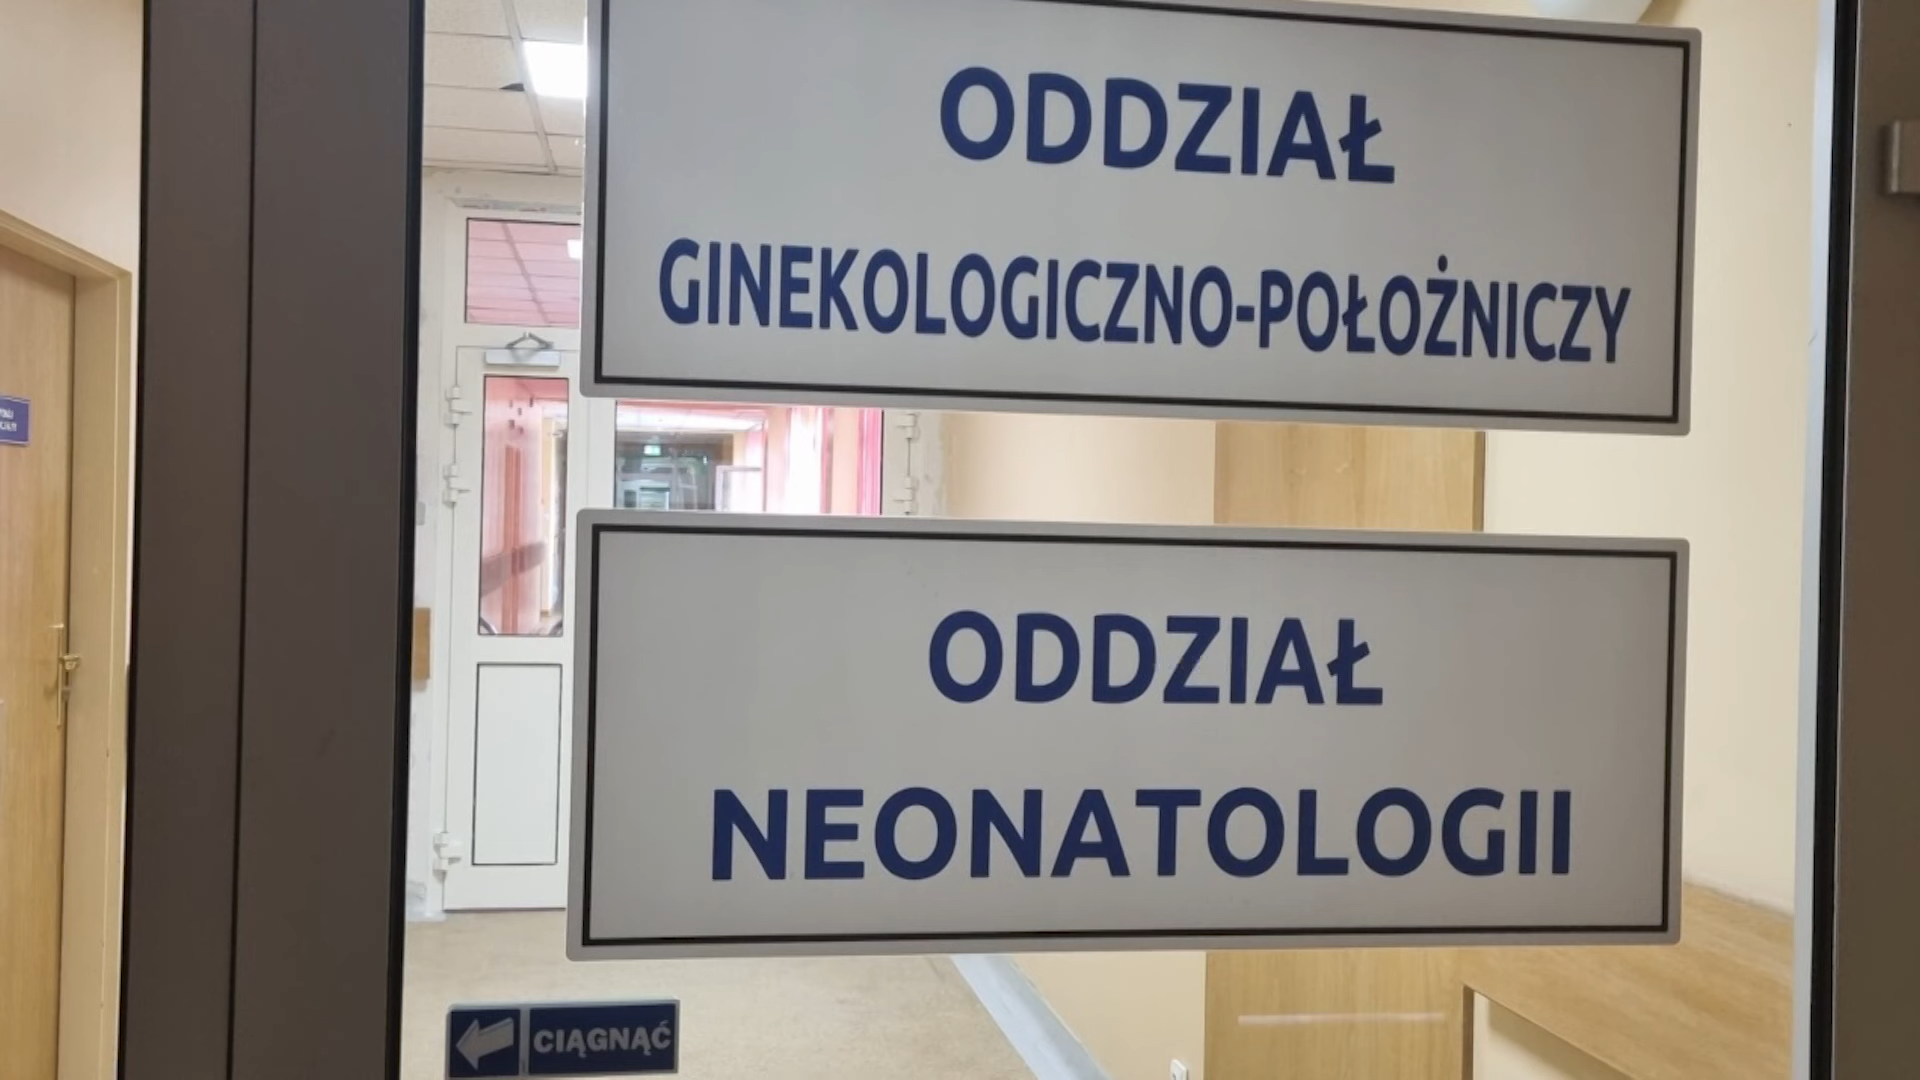 ODDZIAŁ
GINEKOLOGICZNO-POŁOŻNICZY
ODDZIAŁ
NEONATOLOGII
CIĄGNĄĆ